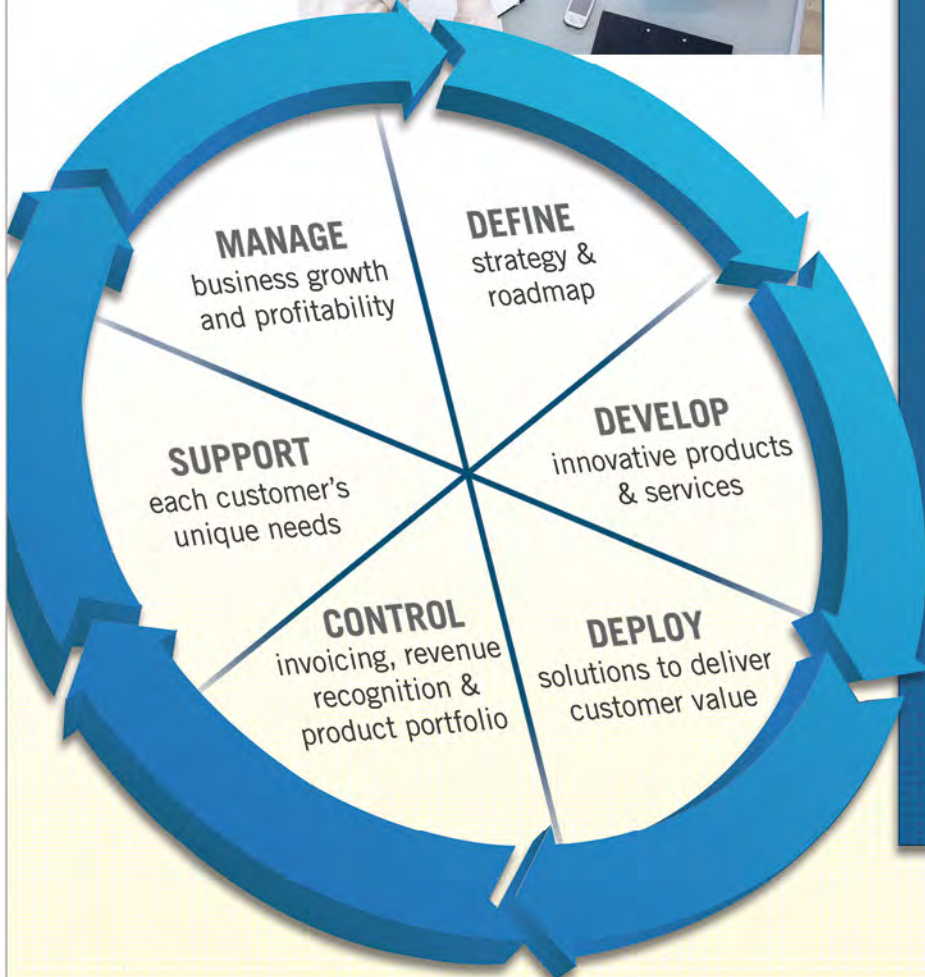 DEFINE
strategy &
roadmap
DEVELOP
innovative products
& services
DEPLOY
solutions to deliver
customer value
CONTROL
invoicing, revenue
recognition &
product portfolio
SUPPORT
each customer's
unique needs
MANAGE
business growth
and profitability